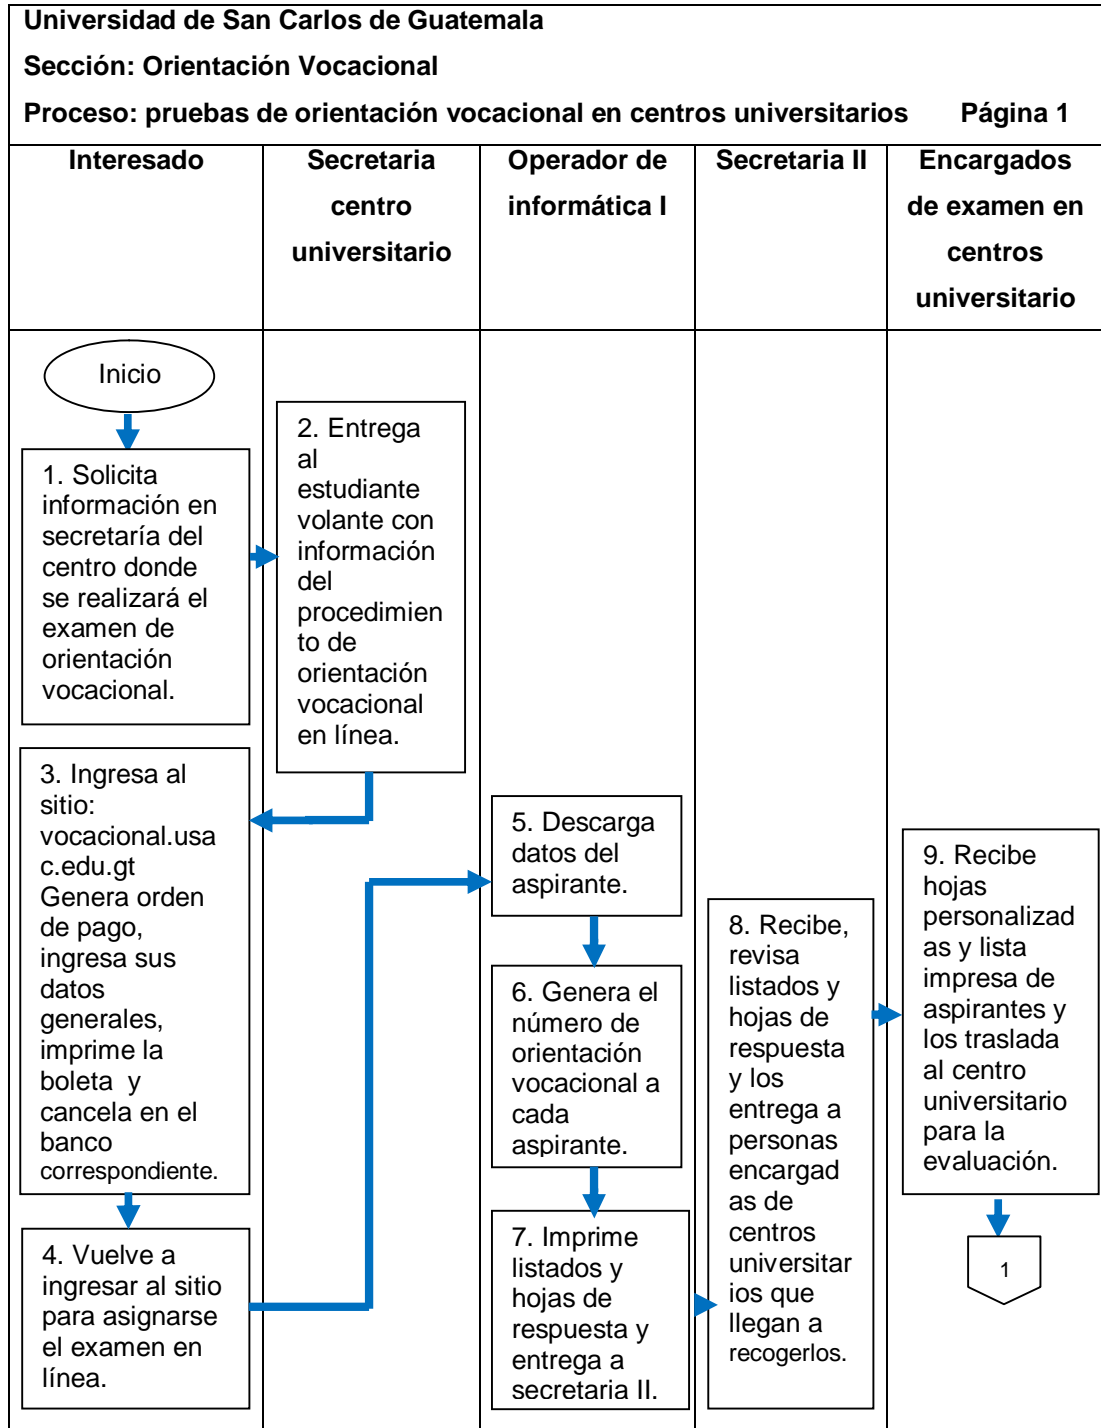 Universidad de San Carlos de Guatemala
Sección: Orientación Vocacional
Proceso: pruebas de orientación vocacional en centros universitarios Página 1
Interesado
Secretaria
centro
universitario
Operador de
informática I
Secretaria II
Encargados
de examen en
centros
universitario
Inicio
1. Solicita
información en
secretaría del
centro donde
se realizará el
examen de
orientación
vocacional.
2. Entrega
al
estudiante
volante con
información
del
procedimien
to de
orientación
vocacional
en línea.
3. Ingresa al
sitio:
vocacional.usa
c.edu.gt
Genera orden
de pago,
ingresa sus
datos
generales,
imprime la
boleta y
cancela en el
banco
correspondiente.
4. Vuelve a
ingresar al sitio
para asignarse
el examen en
línea.
5. Descarga
datos del
aspirante.
6. Genera el
número de
orientación
vocacional a
cada
aspirante.
7. Imprime
listados y
hojas de
respuesta y
entrega a
secretaria II.
8. Recibe,
revisa
listados y
hojas de
respuesta
y los
entrega a
personas
encargad
as de
centros
universitar
ios que
llegan a
recogerlos.
9. Recibe
hojas
personalizad
as y lista
impresa de
aspirantes y
los traslada
al centro
universitario
para la
evaluación.
1